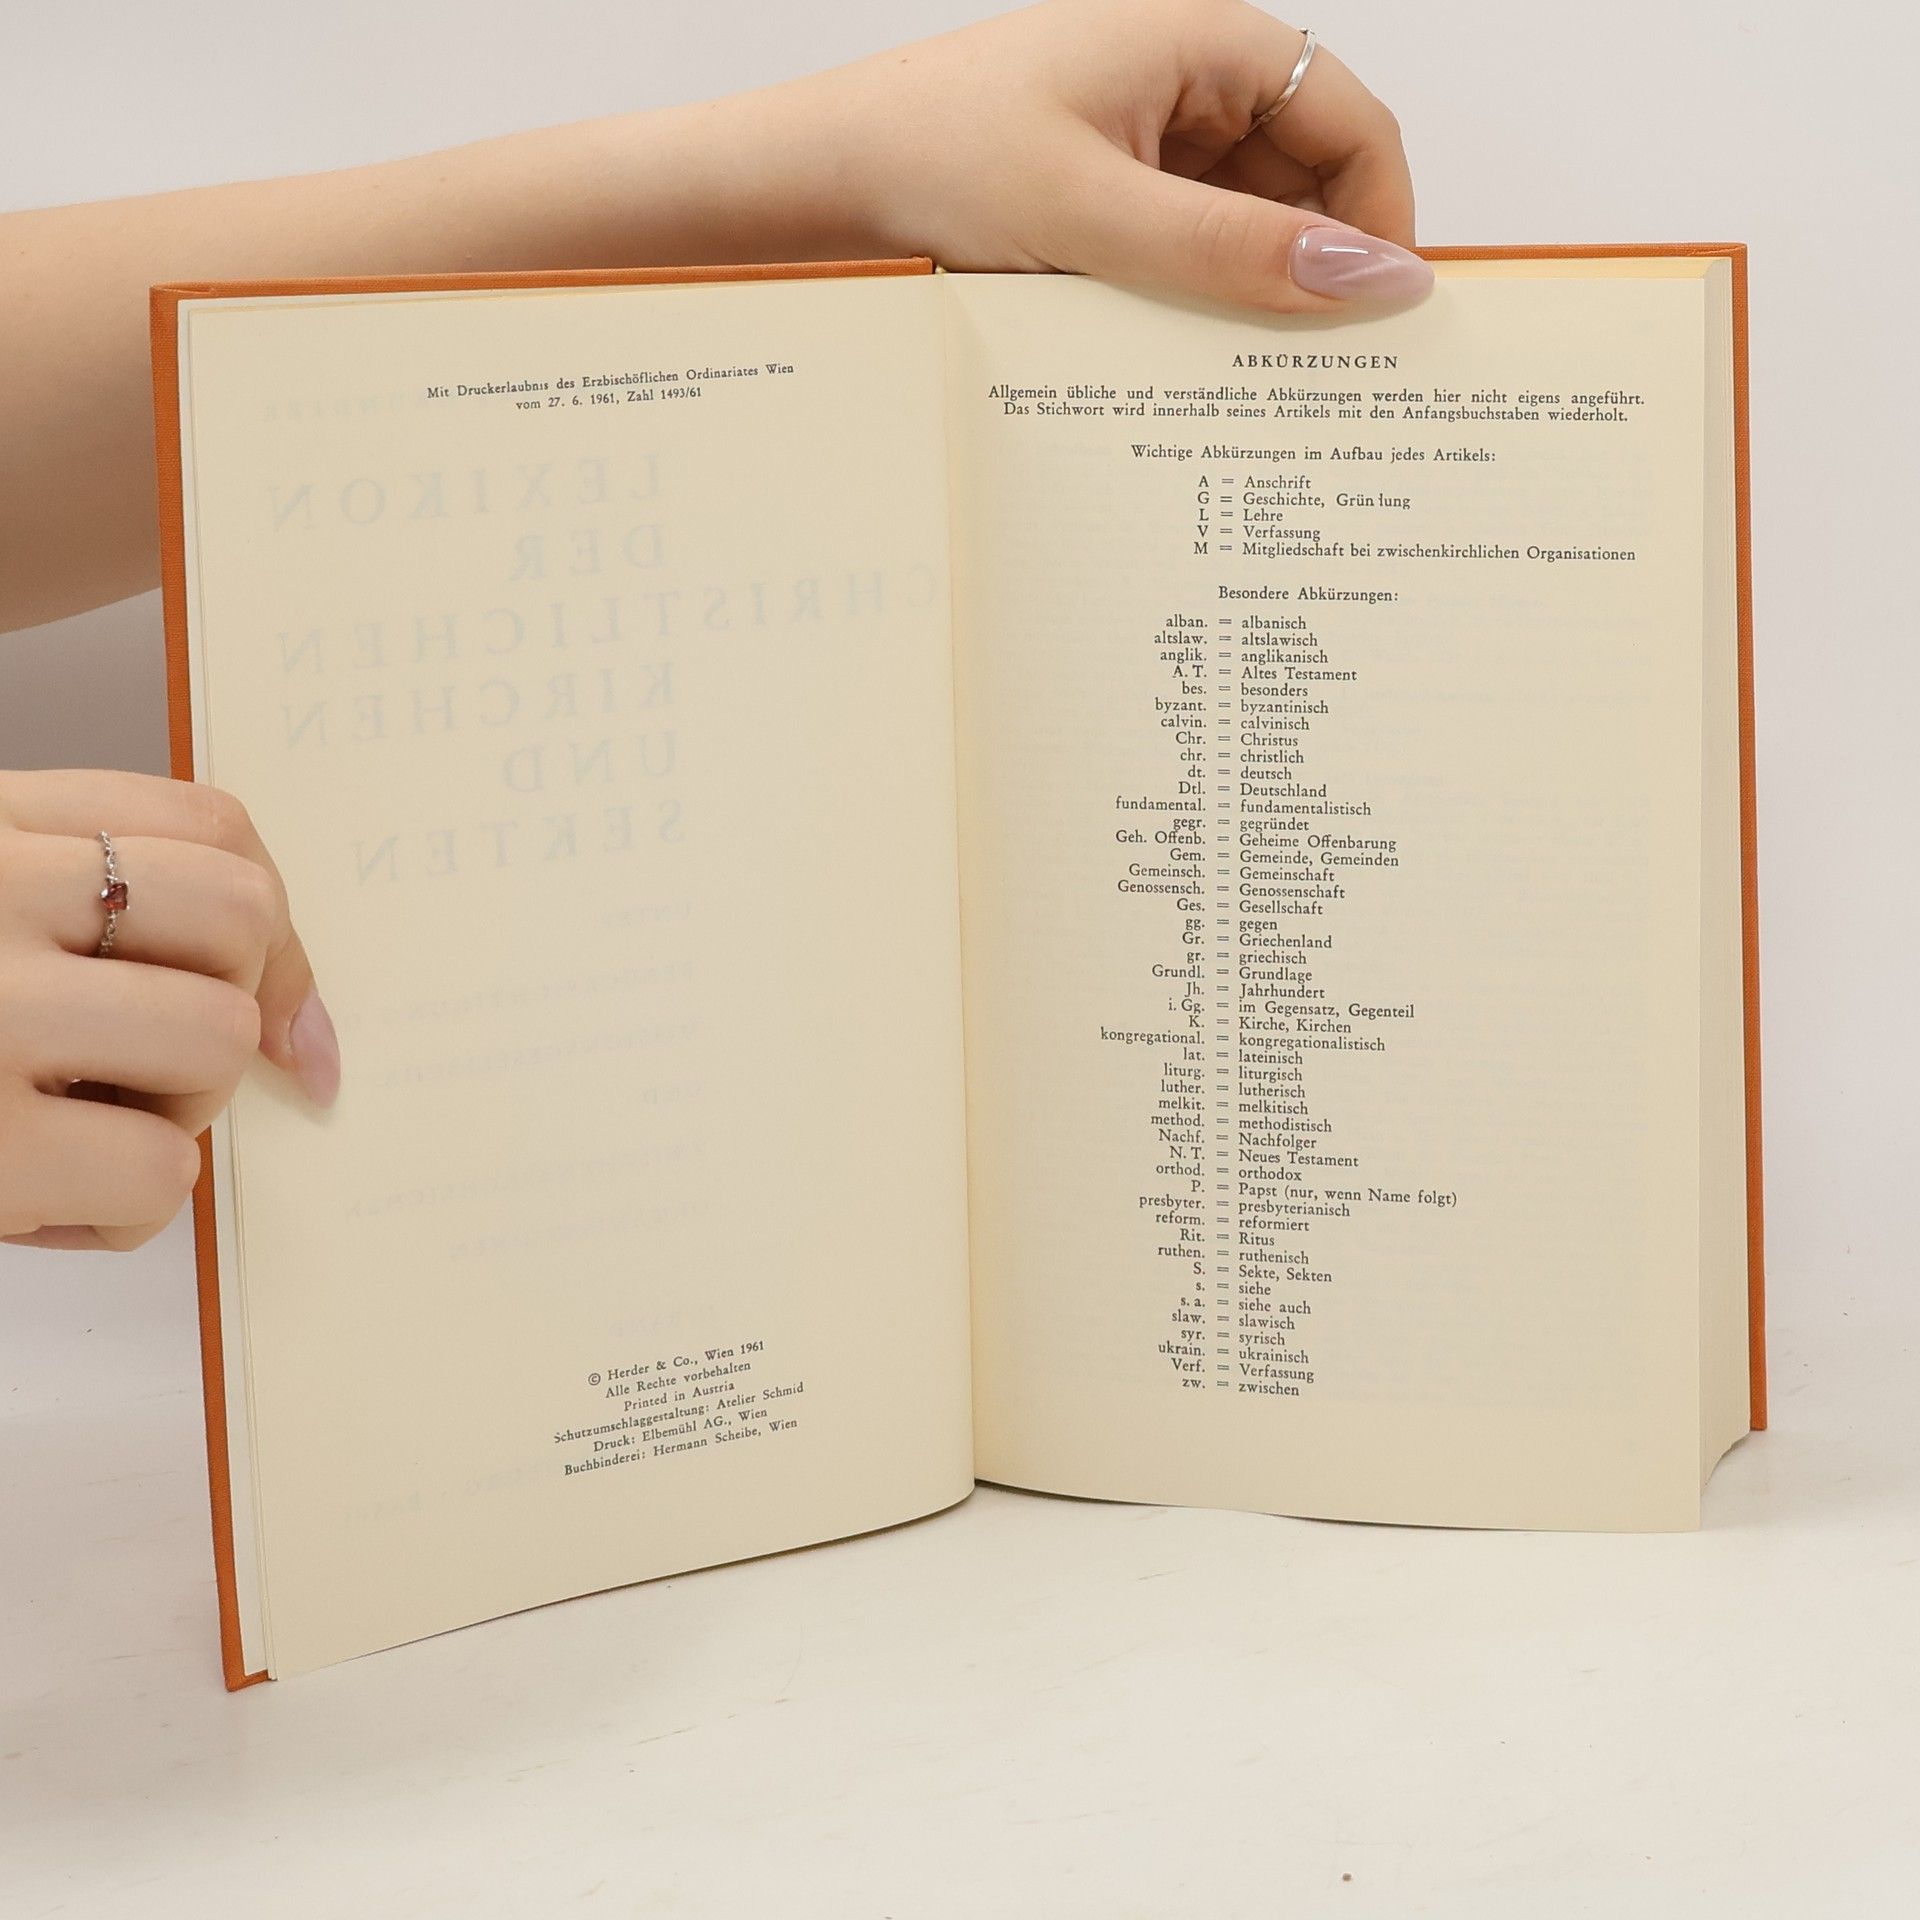 Mit Druckerlaubnis des Erzbischöflichen Ordinariates Wien
vom 27. 6. 1961, Zahl 1493/61
LEXIKON
DER
CHRISTLICHEN
KIRCHEN
UND
SEKTEN
© Herder & Co., Wien 1961
Alle Rechte vorbehalten
Printed in Austria
Schutzumschlaggestaltung: Atelier Schmid
Druck: Elbemühl AG., Wien
Buchbinderei: Hermann Scheibe, Wien
ABKÜRZUNGEN
Allgemein übliche und verständliche Abkürzungen werden hier nicht eigens angeführt.
Das Stichwort wird innerhalb seines Artikels mit den Anfangsbuchstaben wiederholt.
Wichtige Abkürzungen im Aufbau jedes Artikels:
A = Anschrift
G = Geschichte, Gründung
L = Lehre
V = Verfassung
M = Mitgliedschaft bei zwischenkirchlichen Organisationen
Besondere Abkürzungen:
alban. = albanisch
altslaw. = altslawisch
anglik. = anglikanisch
A. T. = Altes Testament
bes. = besonders
byzant. = byzantinisch
calvin. = calvinisch
Chr. = Christus
chr. = christlich
dt. = deutsch
Dtl. = Deutschland
fundamental. = fundamentalistisch
gegr. = gegründet
Geh. Offenb. = Geheime Offenbarung
Gem. = Gemeinde, Gemeinden
Gemeinsch. = Gemeinschaft
Genossensch. = Genossenschaft
Ges. = Gesellschaft
gg. = gegen
Gr. = Griechenland
gr. = griechisch
Grundl. = Grundlage
Jh. = Jahrhundert
i. Gg. = im Gegensatz, Gegenteil
K. = Kirche, Kirchen
kongregational. = kongregationalistisch
lat. = lateinisch
liturg. = liturgisch
luther. = lutherisch
melkit. = melkitisch
method. = methodistisch
Nachf. = Nachfolger
N. T. = Neues Testament
orthod. = orthodox
P. = Papst (nur, wenn Name folgt)
presbyter. = presbyterianisch
reform. = reformiert
Rit. = Ritus
ruthen. = ruthenisch
S. = Sekte, Sekten
s. = siehe
s. a. = siehe auch
slaw. = slawisch
syr. = syrisch
ukrain. = ukrainisch
Verf. = Verfassung
zw. = zwischen